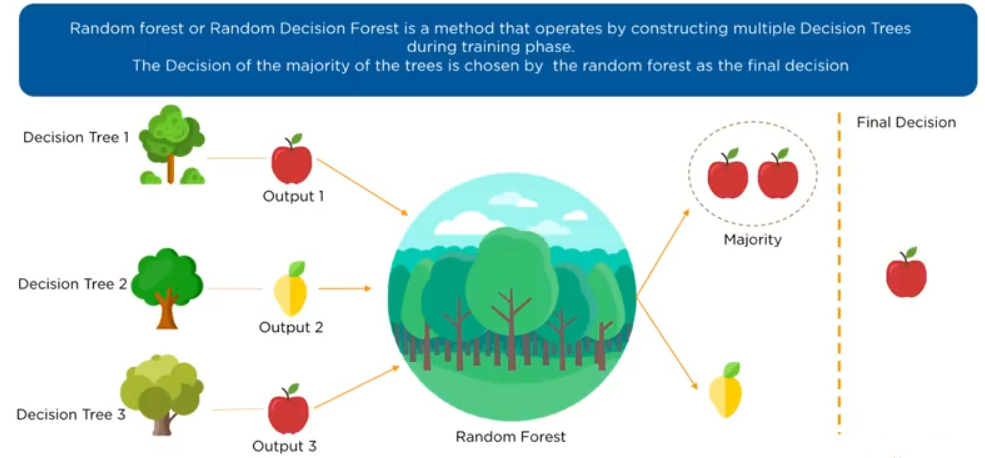 Random forest or Random Decision Forest is a method that operates by constructing multiple Decision Trees
during training phase.
The Decision of the majority of the trees is chosen by the random forest as the final decision
Decision Tree 1
Output 1
Decision Tree 2
Output 2
Decision Tree 3
Output 3
Random Forest
Majority
Final Decision